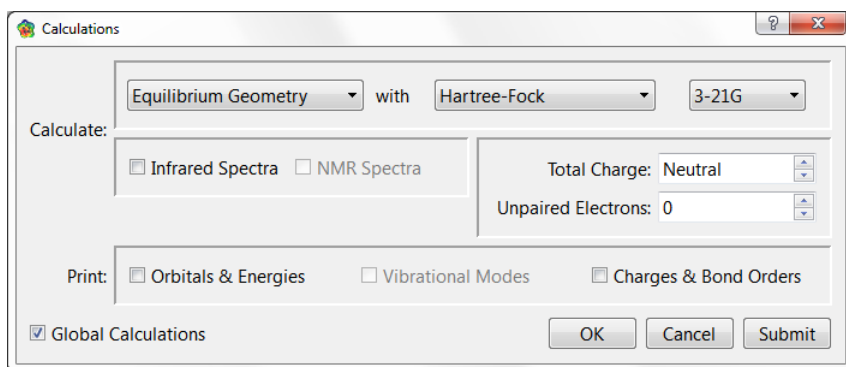 Calculations
?
Calculate:
Equilibrium Geometry with Hartree-Fock 3-21G
Infrared Spectra NMR Spectra
Total Charge: Neutral
Unpaired Electrons: 0
Print: Orbitals & Energies Vibrational Modes Charges & Bond Orders
Global Calculations OK Cancel Submit